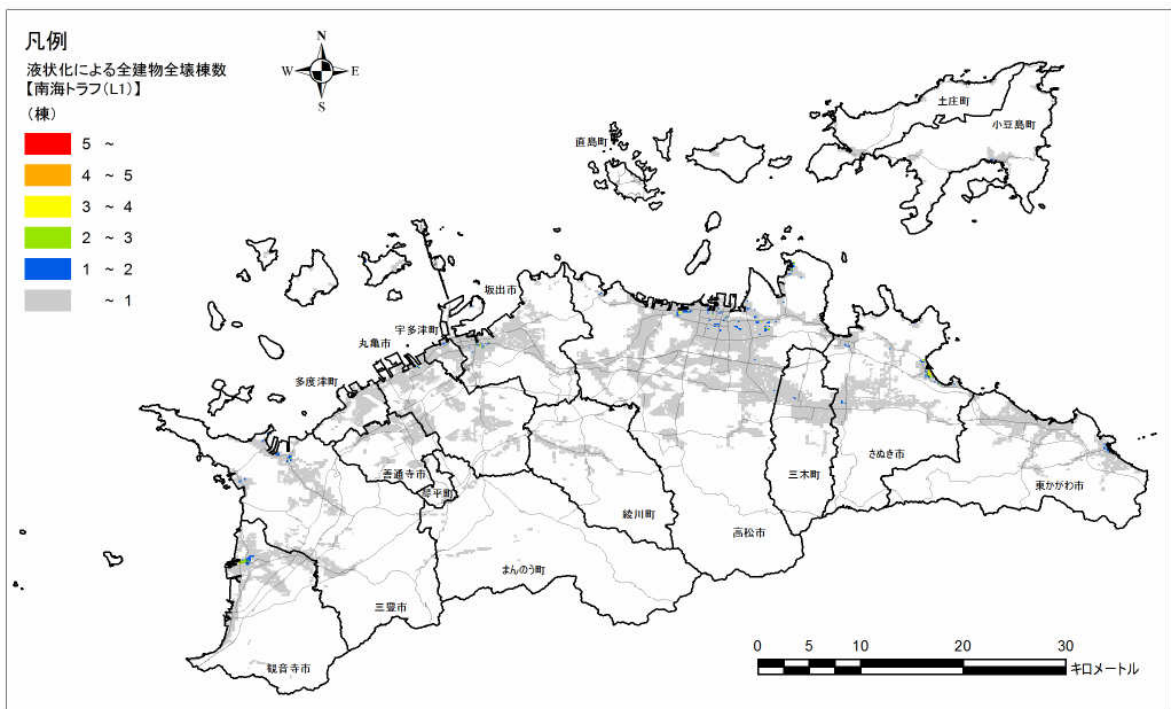 凡例
液状化による全建物全壊棟数
【南海トラフ(L1)】
(棟)
5 ~
4 ~ 5
3 ~ 4
2 ~ 3
1 ~ 2
~ 1
N
W
E
S
土庄町
小豆島町
直島町
坂出市
宇多津町
丸亀市
多度津町
善通寺市
琴平町
さぬき市
三木町
東かがわ市
綾川町
高松市
まんのう町
三豊市
観音寺市
0 5 10 20 30
キロメートル